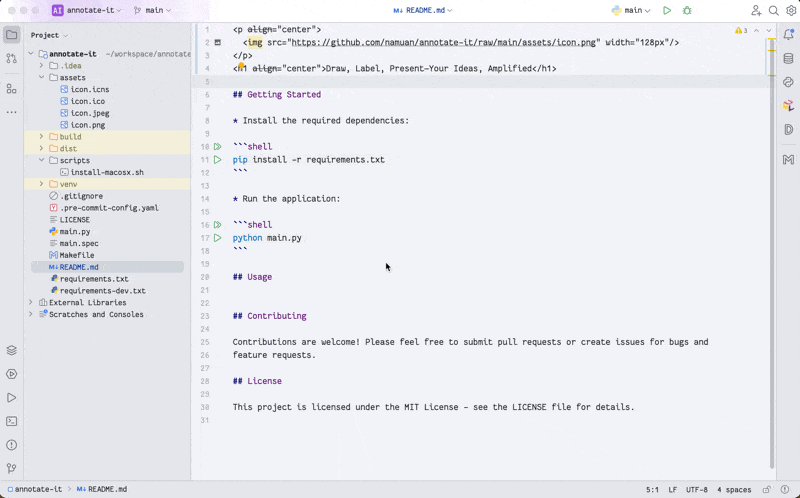 AI annotate-it main README.md main
Project
annotate-it ~/workspace/annotate
.idea
assets
icon.icns
icon.ico
icon.jpeg
icon.png
build
dist
scripts
install-macosx.sh
venv
.gitignore
.pre-commit-config.yaml
LICENSE
main.py
main.spec
Makefile
README.md
requirements.txt
requirements-dev.txt
External Libraries
Scratches and Consoles
3
1 <p align="center">
2 <img src="https://github.com/namuan/annotate-it/raw/main/assets/icon.png" width="128px"/>
3 </p>
4 <h1 align="center">Draw, Label, Present—Your Ideas, Amplified</h1>
5
6 ## Getting Started
7
8 * Install the required dependencies:
9
10 ```shell
11 pip install -r requirements.txt
12 ```
13
14 * Run the application:
15
16 ```shell
17 python main.py
18 ```
19
20 ## Usage
21
22
23 ## Contributing
24
25 Contributions are welcome! Please feel free to submit pull requests or create issues for bugs and
26 feature requests.
27
28 ## License
29
30 This project is licensed under the MIT License - see the LICENSE file for details.
31
annotate-it > README.md 5:1 LF UTF-8 4 spaces